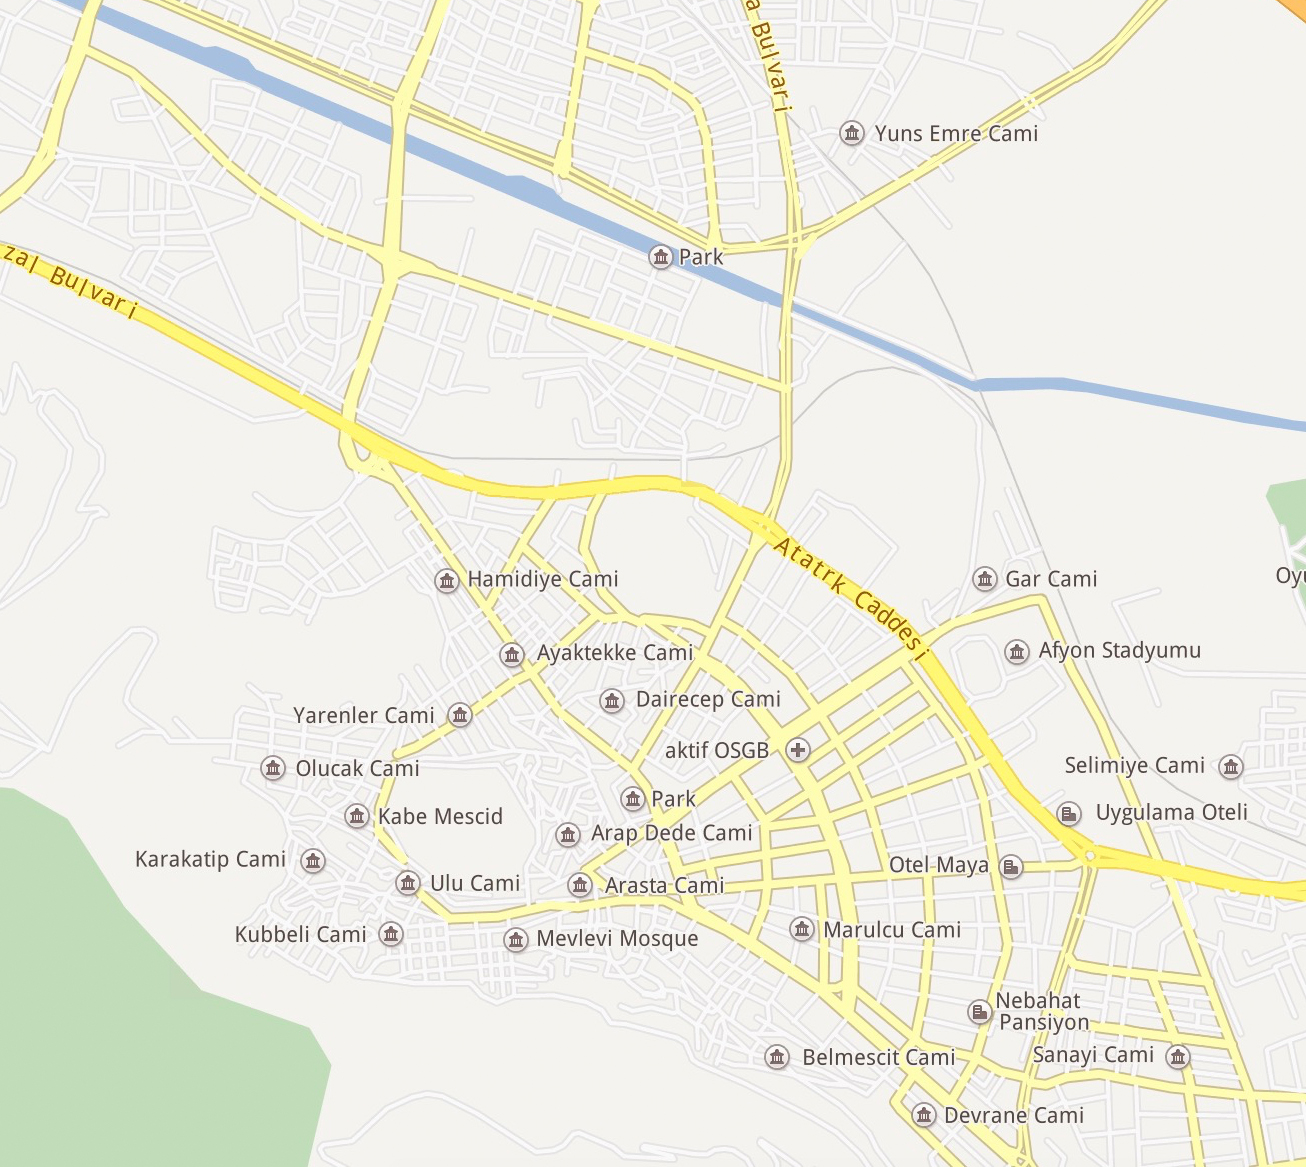 a Bulvari
Yuns Emre Cami
zal Bulvari
Park
Atatrk Caddesi
Oyu
Hamidiye Cami
Gar Cami
Ayaktekke Cami
Afyon Stadyumu
Dairecep Cami
Yarenler Cami
aktif OSGB
Olucak Cami
Selimiye Cami
Park
Kabe Mescid
Uygulama Oteli
Arap Dede Cami
Karakatip Cami
Otel Maya
Ulu Cami
Arasta Cami
Kubbeli Cami
Mevlevi Mosque
Marulcu Cami
Nebahat
Pansiyon
Belmescit Cami
Sanayi Cami
Devrane Cami